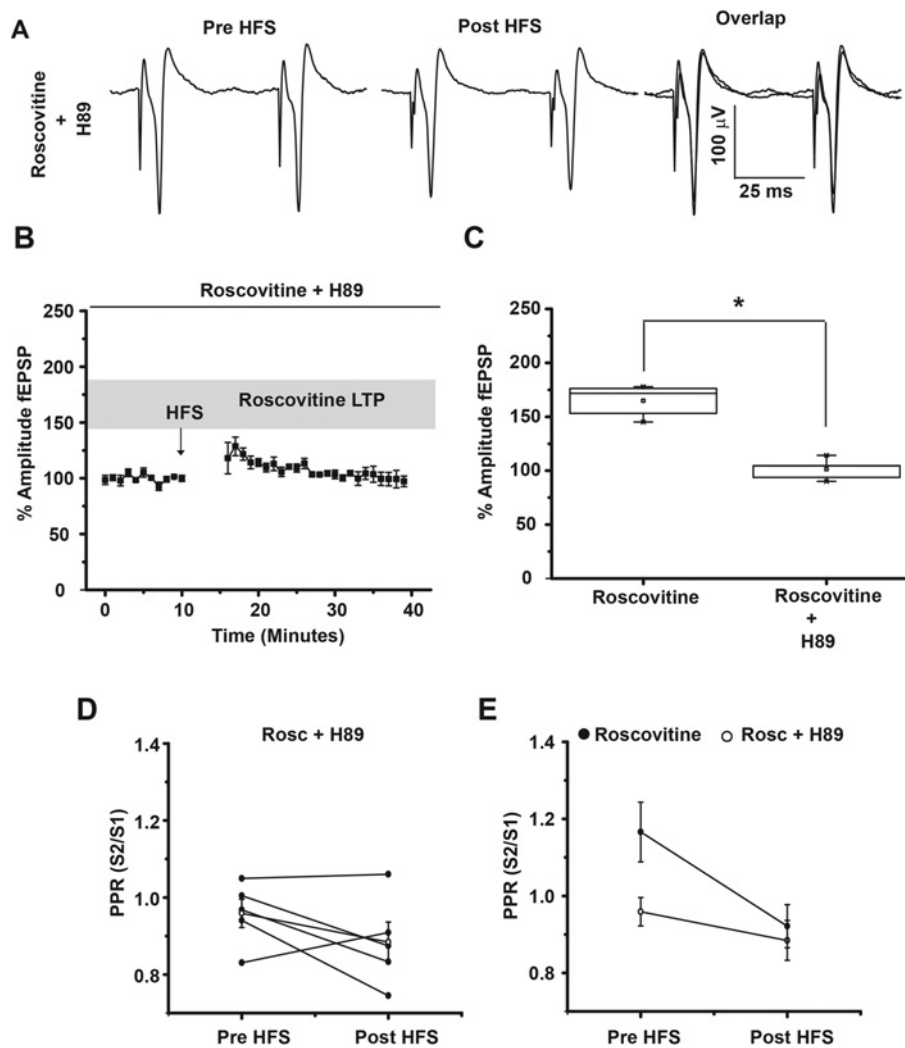 A
Pre HFS
Post HFS
Overlap
Roscovitine
+
H89
100 µV
25 ms
B
Roscovitine + H89
% Amplitude fEPSP
250
200
150
100
50
0
Roscovitine LTP
HFS
0
10
20
30
40
Time (Minutes)
C
% Amplitude fEPSP
250
200
150
100
50
0
*
Roscovitine
Roscovitine
+
H89
D
Rosc + H89
PPR (S2/S1)
1.4
1.2
1.0
0.8
Pre HFS
Post HFS
E
Roscovitine
Rosc + H89
PPR (S2/S1)
1.4
1.2
1.0
0.8
Pre HFS
Post HFS